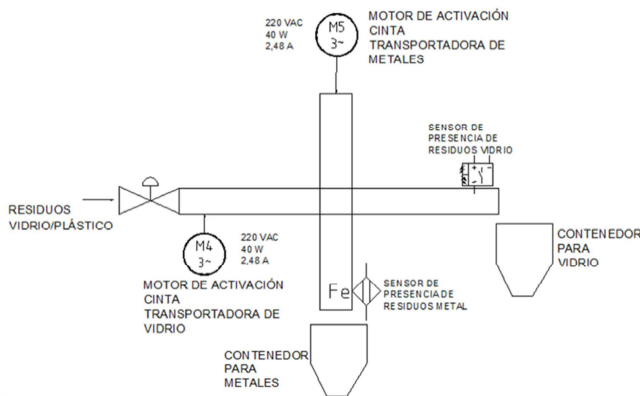 220 VAC
40 W
2,48 A
M5
3~
MOTOR DE ACTIVACIÓN
CINTA
TRANSPORTADORA DE
METALES
SENSOR DE
PRESENCIA DE
RESIDUOS VIDRIO
RESIDUOS
VIDRIO/PLÁSTICO
M4
3~
220 VAC
40 W
2,48 A
MOTOR DE ACTIVACIÓN
CINTA
TRANSPORTADORA DE
VIDRIO
CONTENEDOR
PARA
VIDRIO
Fe
SENSOR DE
PRESENCIA DE
RESIDUOS METAL
CONTENEDOR
PARA
METALES